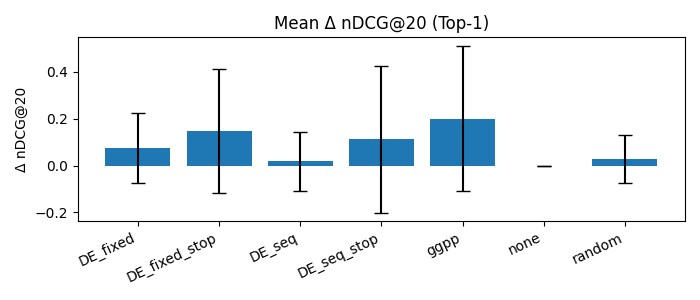 Mean Δ nDCG@20 (Top-1)
Δ nDCG@20
0.4
0.2
0.0
−0.2
DE_fixed
DE_fixed_stop
DE_seq
DE_seq_stop
ggpp
none
random